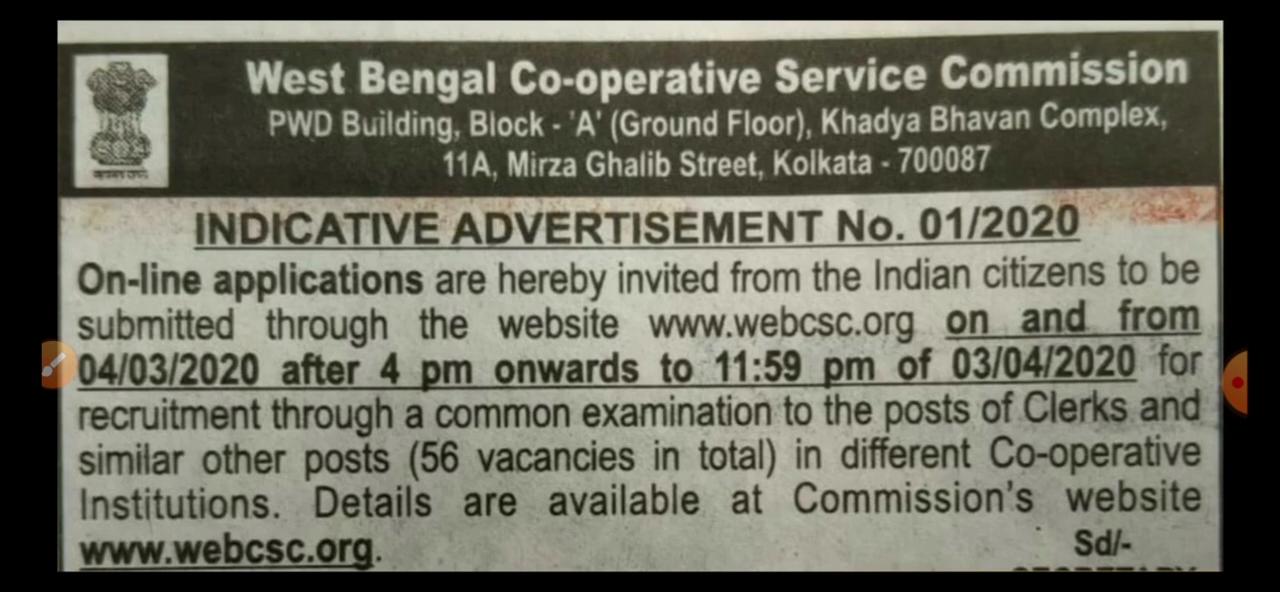 West Bengal Co-operative Service Commission
PWD Building, Block - 'A' (Ground Floor), Khadya Bhavan Complex,
11A, Mirza Ghalib Street, Kolkata - 700087
INDICATIVE ADVERTISEMENT No. 01/2020
On-line applications are hereby invited from the Indian citizens to be
submitted through the website www.webcsc.org on and from
04/03/2020 after 4 pm onwards to 11:59 pm of 03/04/2020 for
recruitment through a common examination to the posts of Clerks and
similar other posts (56 vacancies in total) in different Co-operative
Institutions. Details are available at Commission's website
www.webcsc.org.
Sd/-